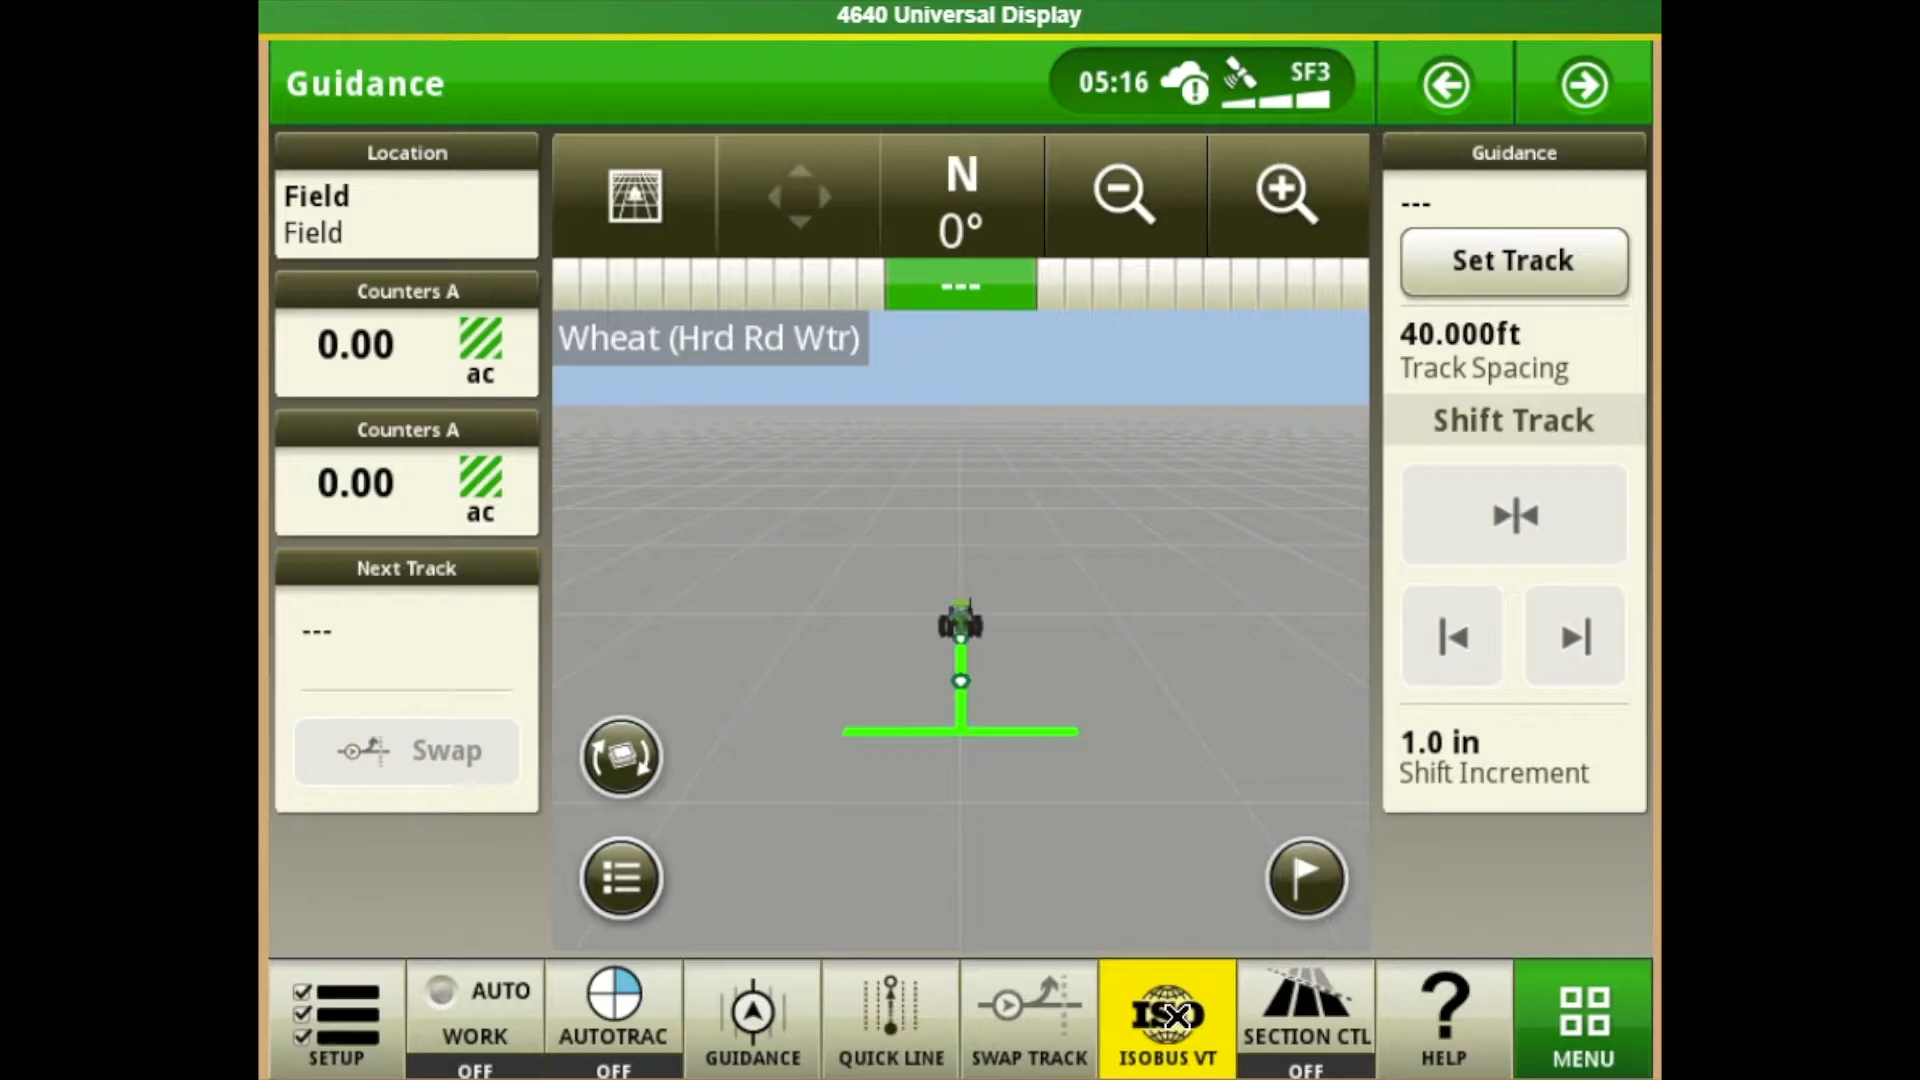 4640 Universal Display
Guidance
05:16
SF3
Location
Field
Field
Counters A
0.00
ac
Counters A
0.00
ac
Next Track
---
Swap
N
0°
---
Wheat (Hrd Rd Wtr)
Guidance
---
Set Track
40.000ft
Track Spacing
Shift Track
1.0 in
Shift Increment
SETUP
AUTO
WORK
OFF
AUTOTRAC
OFF
GUIDANCE
QUICK LINE
SWAP TRACK
ISO
ISOBUS VT
SECTION CTL
OFF
?
HELP
MENU